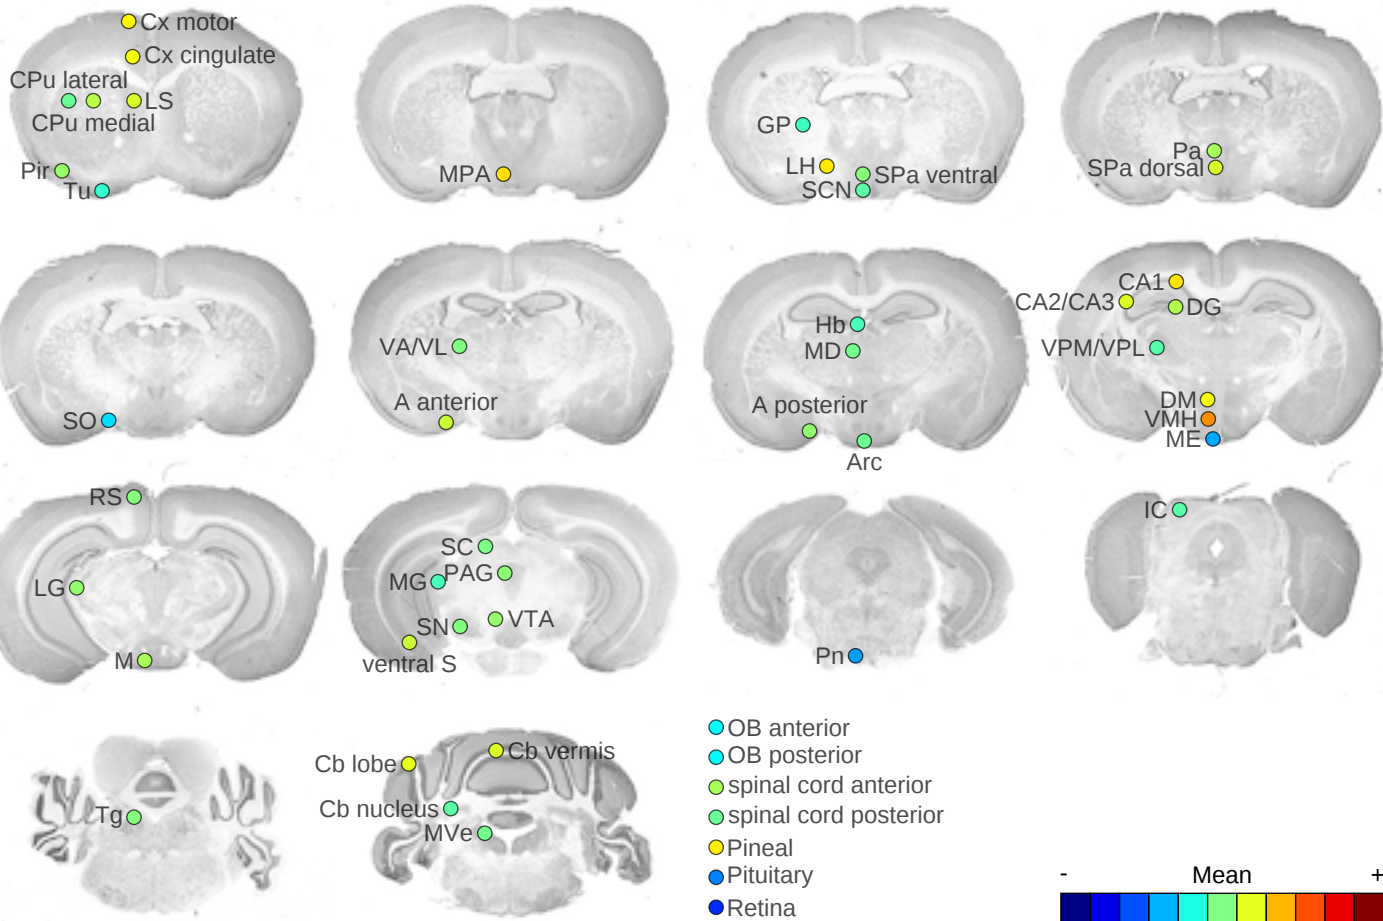 Cx motor
Cx cingulate
CPu lateral
LS
CPu medial
Pir
Tu
MPA
GP
LH
SPa ventral
SCN
Pa
SPa dorsal
SO
VA/VL
A anterior
Hb
MD
A posterior
Arc
CA1
CA2/CA3
DG
VPM/VPL
DM
VMH
ME
RS
LG
M
SC
MG
PAG
SN
VTA
ventral S
Pn
IC
Tg
Cb lobe
Cb vermis
Cb nucleus
MVe
OB anterior
OB posterior
spinal cord anterior
spinal cord posterior
Pineal
Pituitary
Retina
- Mean +